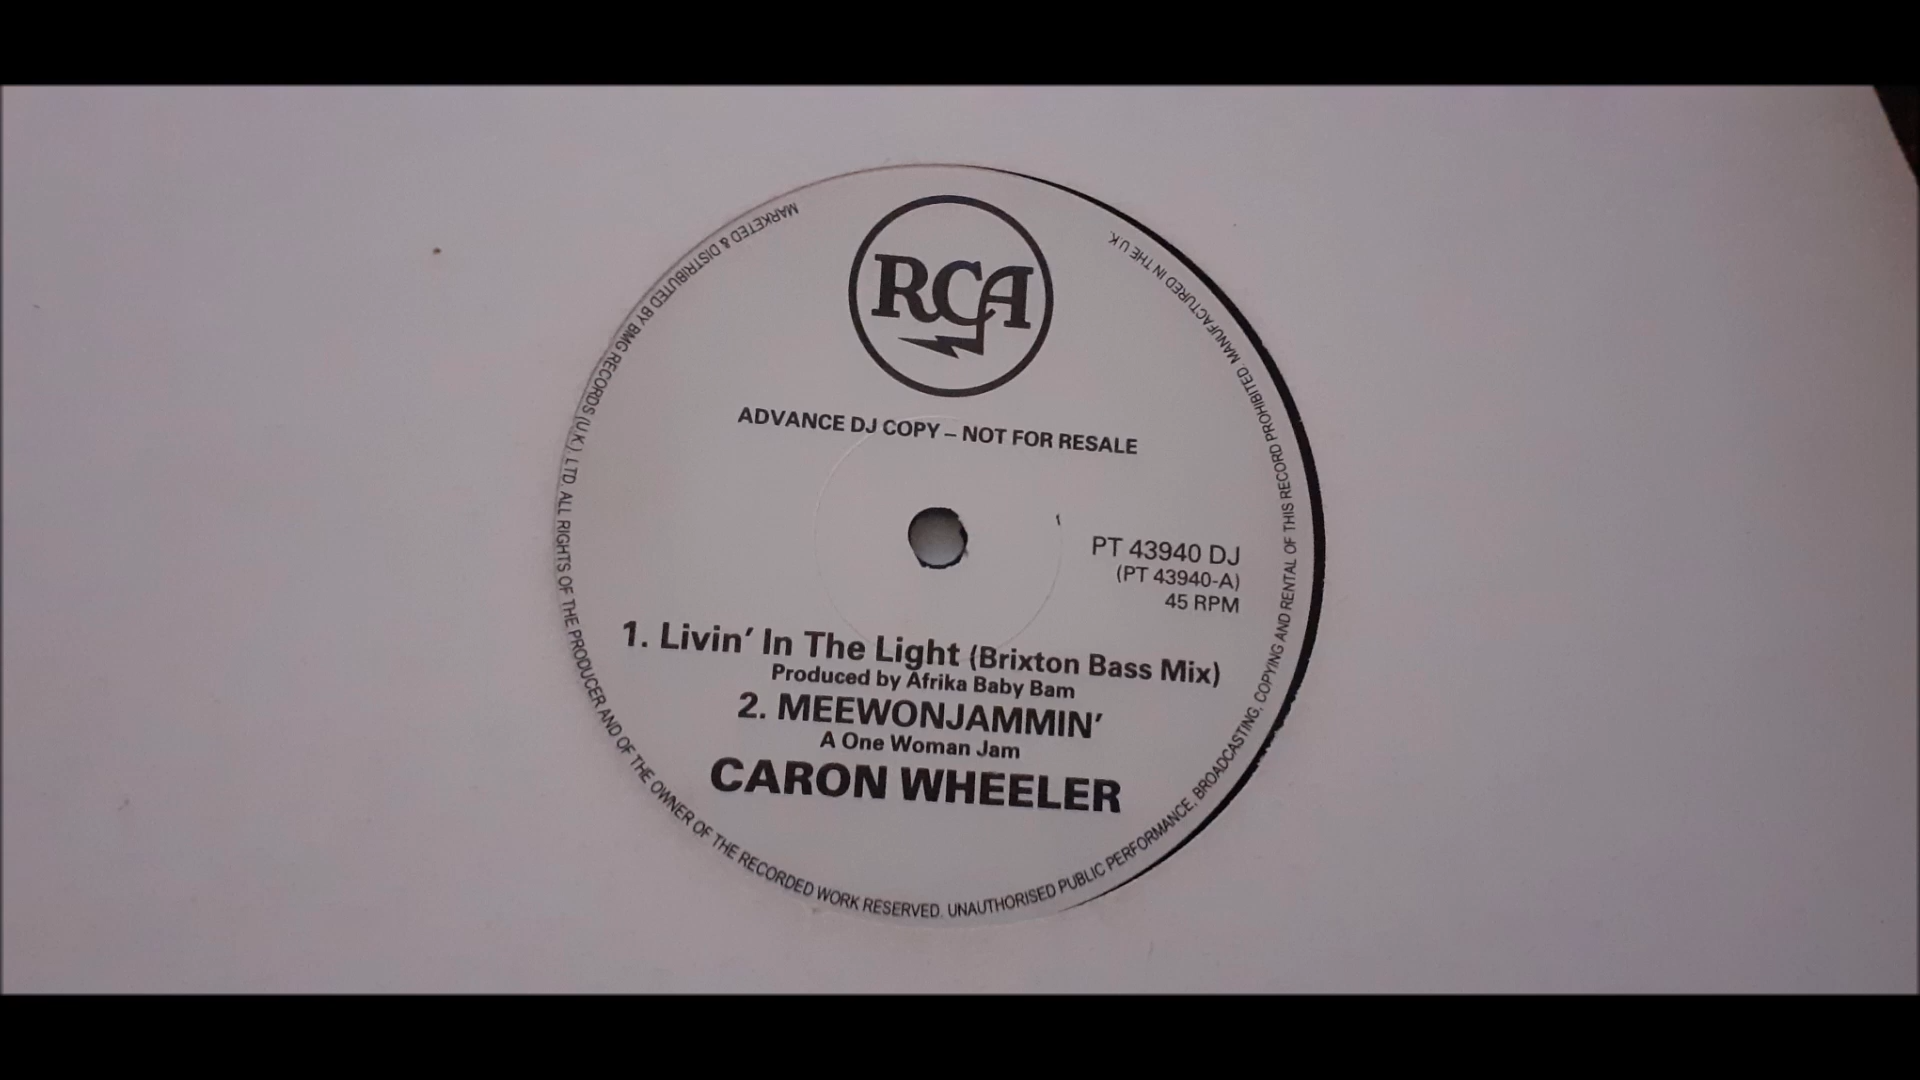 RCA
ADVANCE DJ COPY – NOT FOR RESALE
PT 43940 DJ
(PT 43940-A)
45 RPM
1. Livin' In The Light (Brixton Bass Mix)
Produced by Afrika Baby Bam
2. MEEWONJAMMIN'
A One Woman Jam
CARON WHEELER
MARKETED & DISTRIBUTED BY BMG RECORDS (U.K.). LTD. ALL RIGHTS OF THE PRODUCER AND OF THE OWNER OF THE RECORDED WORK RESERVED. UNAUTHORISED PUBLIC PERFORMANCE, BROADCASTING, COPYING AND RENTAL OF THIS RECORD PROHIBITED. MANUFACTURED IN THE U.K.